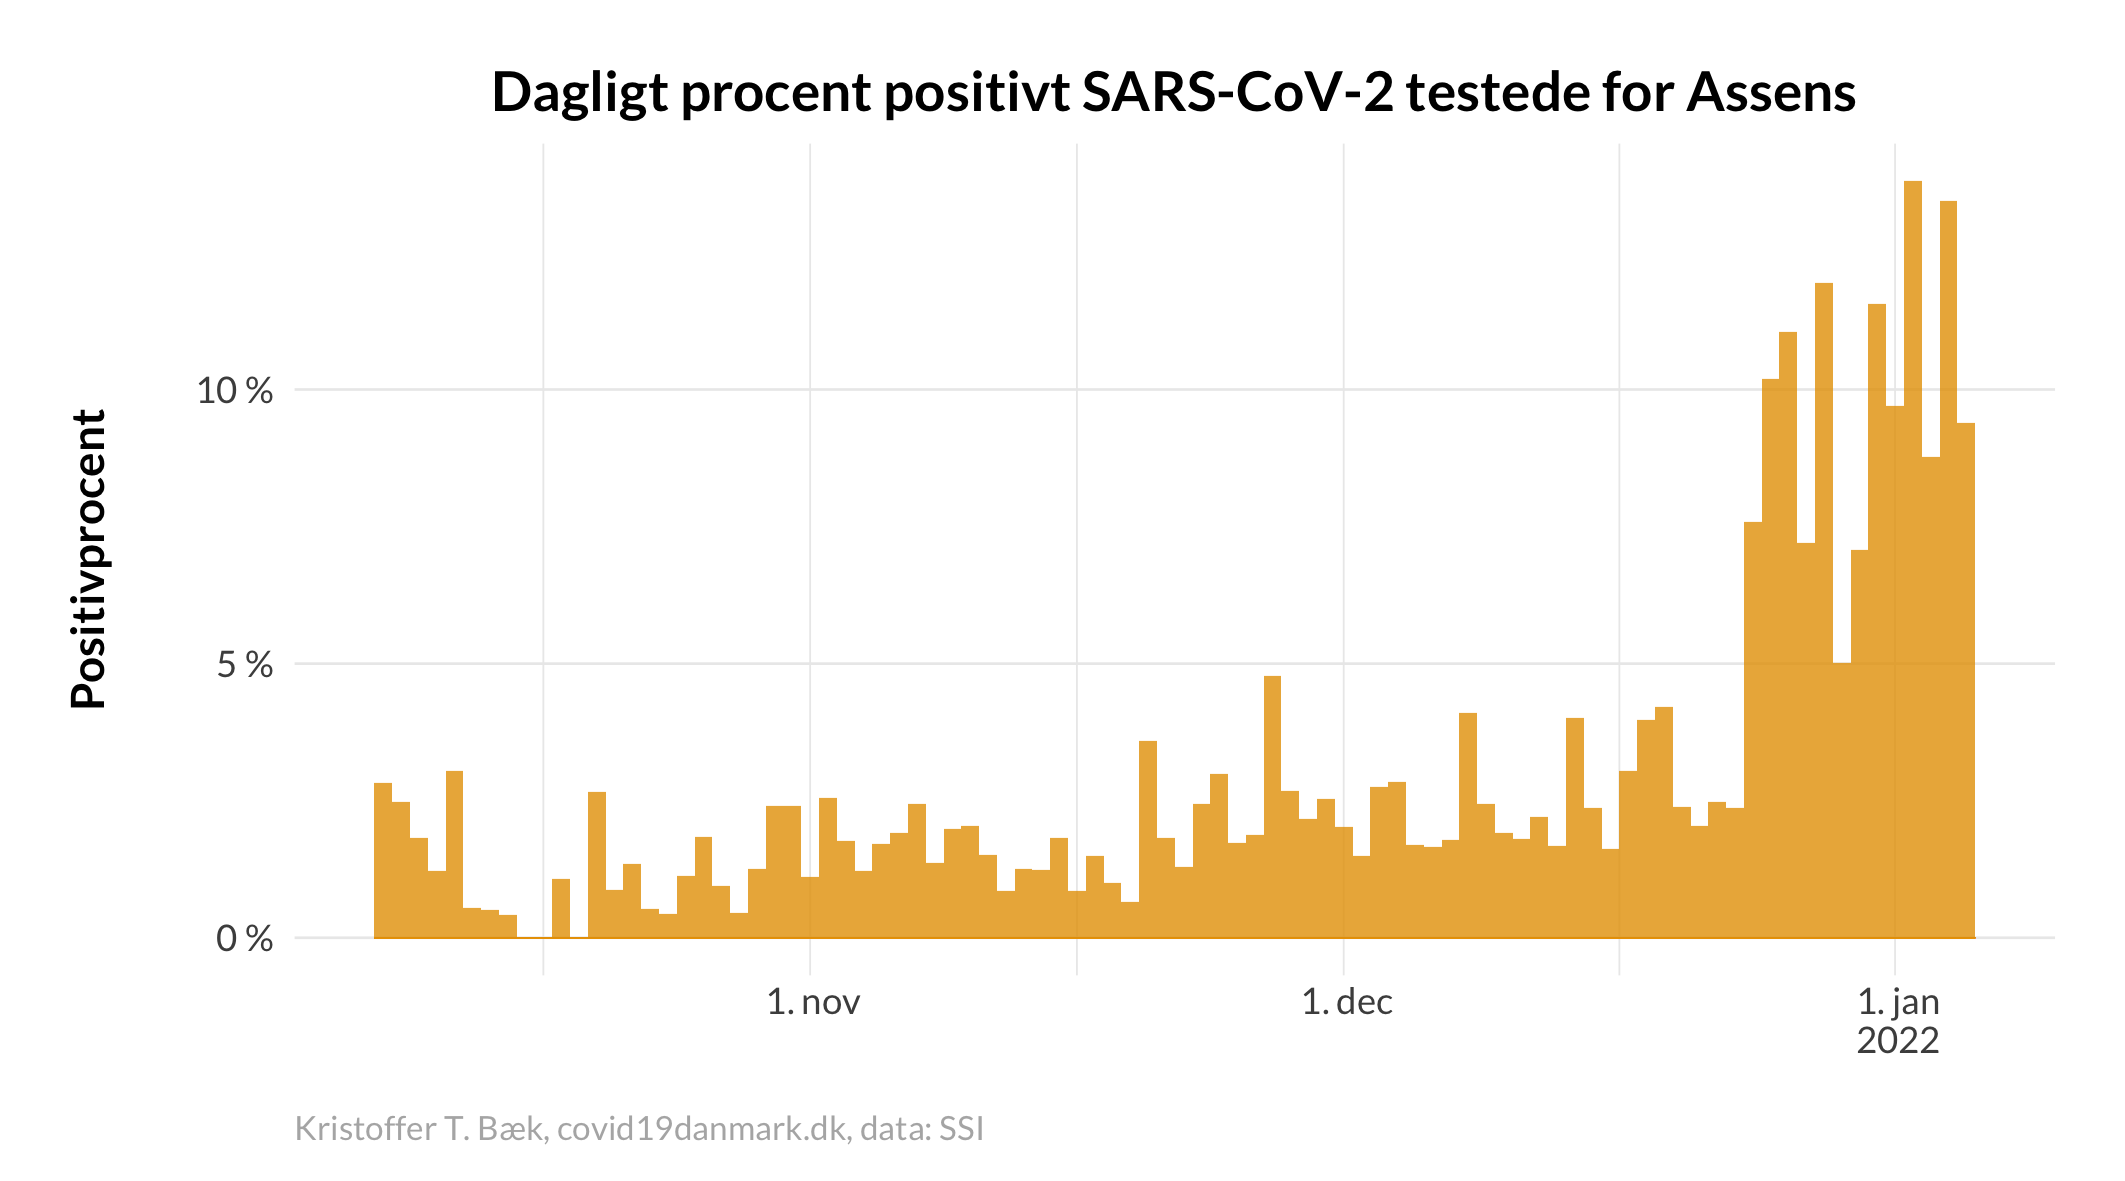 Dagligt procent positivt SARS-CoV-2 testede for Assens
Positivprocent
10 %
5 %
0 %
1. nov
1. dec
1. jan
2022
Kristoffer T. Bæk, covid19danmark.dk, data: SSI